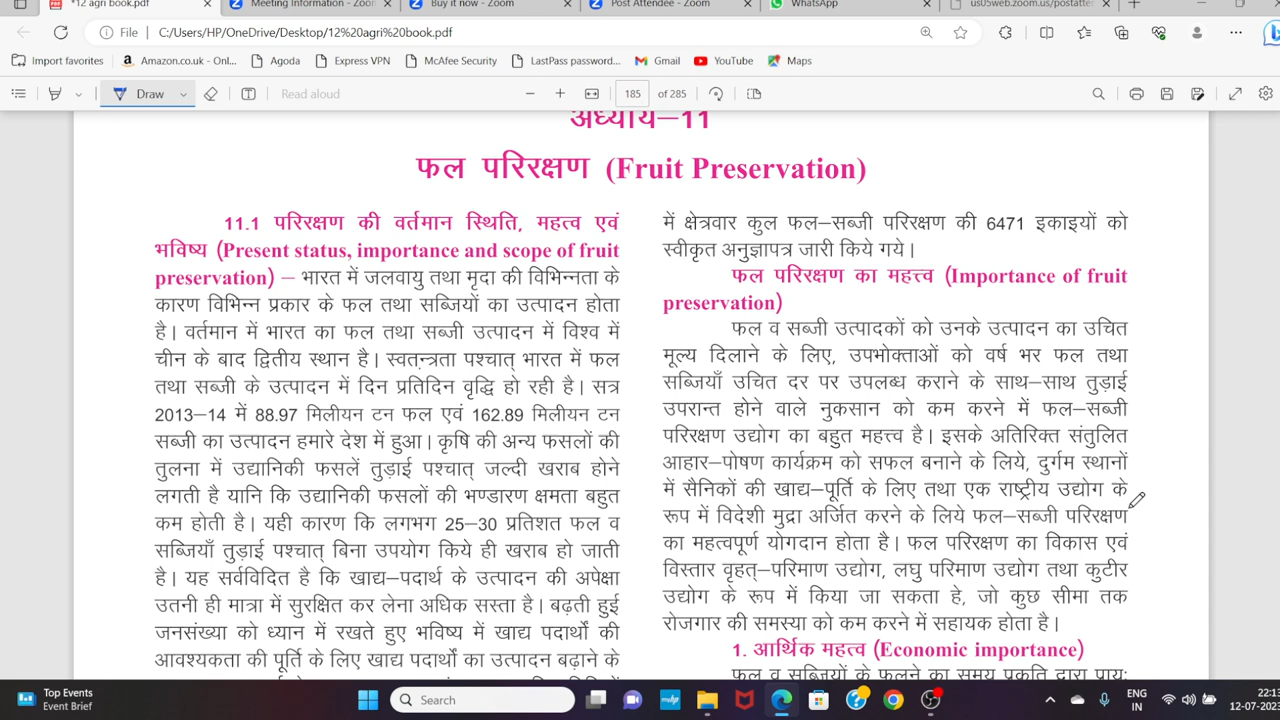 *12 agri book.pdf
Meeting Information - Zoom
Buy it now - Zoom
Post Attendee - Zoom
WhatsApp
us05web.zoom.us/postatten
File C:/Users/HP/OneDrive/Desktop/12%20agri%20book.pdf
Import favorites Amazon.co.uk - Onl... Agoda Express VPN McAfee Security LastPass password... Gmail YouTube Maps
Draw Read aloud 185 of 285
अध्याय–11
फल परिरक्षण (Fruit Preservation)
11.1 परिरक्षण की वर्तमान स्थिति, महत्व एवं
भविष्य (Present status, importance and scope of fruit
preservation) – भारत में जलवायु तथा मृदा की विभिन्नता के
कारण विभिन्न प्रकार के फल तथा सब्जियों का उत्पादन होता
है। वर्तमान में भारत का फल तथा सब्जी उत्पादन में विश्व में
चीन के बाद द्वितीय स्थान है। स्वतन्त्रता पश्चात् भारत में फल
तथा सब्जी के उत्पादन में दिन प्रतिदिन वृद्धि हो रही है। सत्र
2013–14 में 88.97 मिलीयन टन फल एवं 162.89 मिलीयन टन
सब्जी का उत्पादन हमारे देश में हुआ। कृषि की अन्य फसलों की
तुलना में उद्यानिकी फसलें तुड़ाई पश्चात् जल्दी खराब होने
लगती है यानि कि उद्यानिकी फसलों की भण्डारण क्षमता बहुत
कम होती है। यही कारण कि लगभग 25–30 प्रतिशत फल व
सब्जियाँ तुड़ाई पश्चात् बिना उपयोग किये ही खराब हो जाती
है। यह सर्वविदित है कि खाद्य–पदार्थ के उत्पादन की अपेक्षा
उतनी ही मात्रा में सुरक्षित कर लेना अधिक सस्ता है। बढ़ती हुई
जनसंख्या को ध्यान में रखते हुए भविष्य में खाद्य पदार्थों की
आवश्यकता की पूर्ति के लिए खाद्य पदार्थों का उत्पादन बढ़ाने के
में क्षेत्रवार कुल फल–सब्जी परिरक्षण की 6471 इकाइयों को
स्वीकृत अनुज्ञापत्र जारी किये गये।
फल परिरक्षण का महत्त्व (Importance of fruit
preservation)
फल व सब्जी उत्पादकों को उनके उत्पादन का उचित
मूल्य दिलाने के लिए, उपभोक्ताओं को वर्ष भर फल तथा
सब्जियाँ उचित दर पर उपलब्ध कराने के साथ–साथ तुड़ाई
उपरान्त होने वाले नुकसान को कम करने में फल–सब्जी
परिरक्षण उद्योग का बहुत महत्त्व है। इसके अतिरिक्त संतुलित
आहार–पोषण कार्यक्रम को सफल बनाने के लिये, दुर्गम स्थानों
में सैनिकों की खाद्य–पूर्ति के लिए तथा एक राष्ट्रीय उद्योग के
रूप में विदेशी मुद्रा अर्जित करने के लिये फल–सब्जी परिरक्षण
का महत्वपूर्ण योगदान होता है। फल परिरक्षण का विकास एवं
विस्तार वृहत्–परिमाण उद्योग, लघु परिमाण उद्योग तथा कुटीर
उद्योग के रूप में किया जा सकता हे, जो कुछ सीमा तक
रोजगार की समस्या को कम करने में सहायक होता है।
1. आर्थिक महत्व (Economic importance)
फल व सब्जियों के फलने का समय प्रकृति द्वारा प्राय:
Top Events
Event Brief
Search
ENG
IN
22:13
12-07-2023